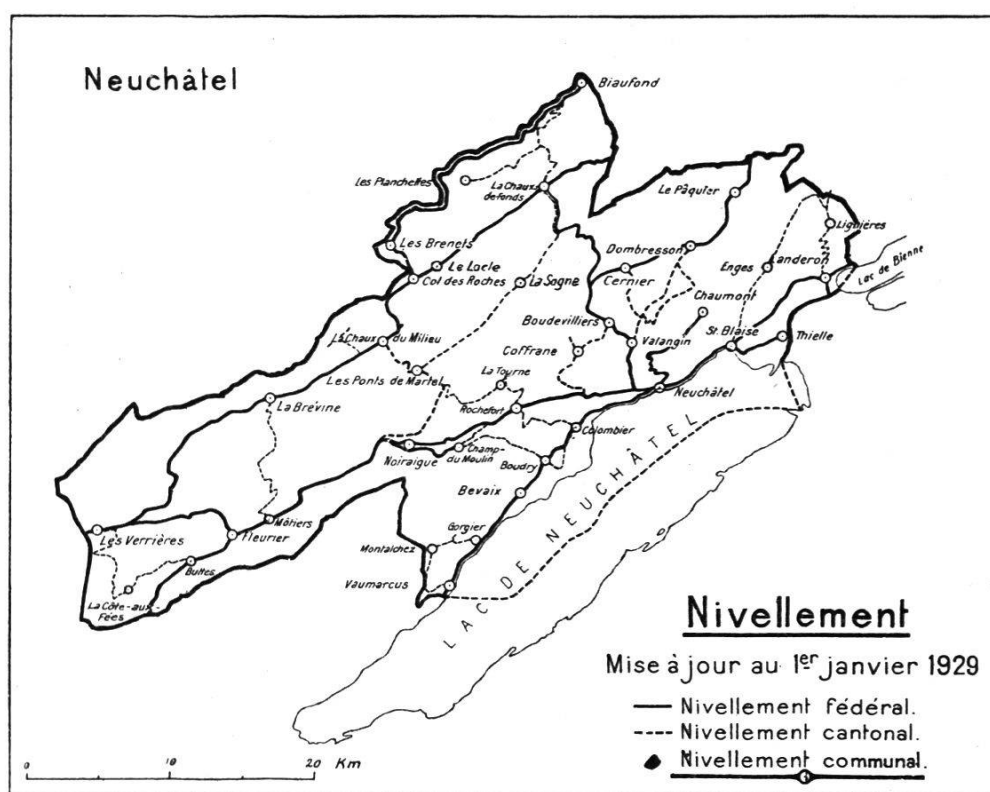 Neuchâtel
Biaufond
Les Planchettes
La Chaux
defonds
Le Pâquier
Lignières
Les Brenets
Dombresson
Le Locle
Col des Roches
La Sagne
Cernier
Enges
Landeron
Lac de Bienne
Chaumont
Boudevilliers
La Chaux du Milieu
Coffrane
Valangin
St. Blaise
Thielle
Les Ponts de Martel
La Tourne
Neuchâtel
La Brévine
Rochefort
Colombier
Noiraigue
Champ-
du Moulin
Boudry
Bevaix
LAC DE NEUCHÂTEL
Môtiers
Les Verrières
Fleurier
Gorgier
Montalchez
Buttes
Vaumarcus
La Côte-aux-
Fées
Nivellement
Mise à jour au 1er janvier 1929
Nivellement fédéral.
Nivellement cantonal.
Nivellement communal.
0 10 20 Km